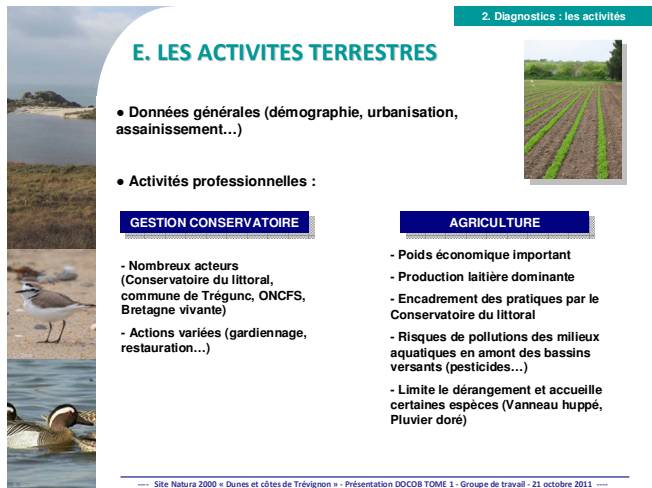 2. Diagnostics : les activités
E. LES ACTIVITES TERRESTRES
● Données générales (démographie, urbanisation,
assainissement…)
● Activités professionnelles :
GESTION CONSERVATOIRE
- Nombreux acteurs
(Conservatoire du littoral,
commune de Trégunc, ONCFS,
Bretagne vivante)
- Actions variées (gardiennage,
restauration…)
AGRICULTURE
- Poids économique important
- Production laitière dominante
- Encadrement des pratiques par le
Conservatoire du littoral
- Risques de pollutions des milieux
aquatiques en amont des bassins
versants (pesticides…)
- Limite le dérangement et accueille
certaines espèces (Vanneau huppé,
Pluvier doré)
---- Site Natura 2000 « Dunes et côtes de Trévignon » - Présentation DOCOB TOME 1 - Groupe de travail - 21 octobre 2011 ----